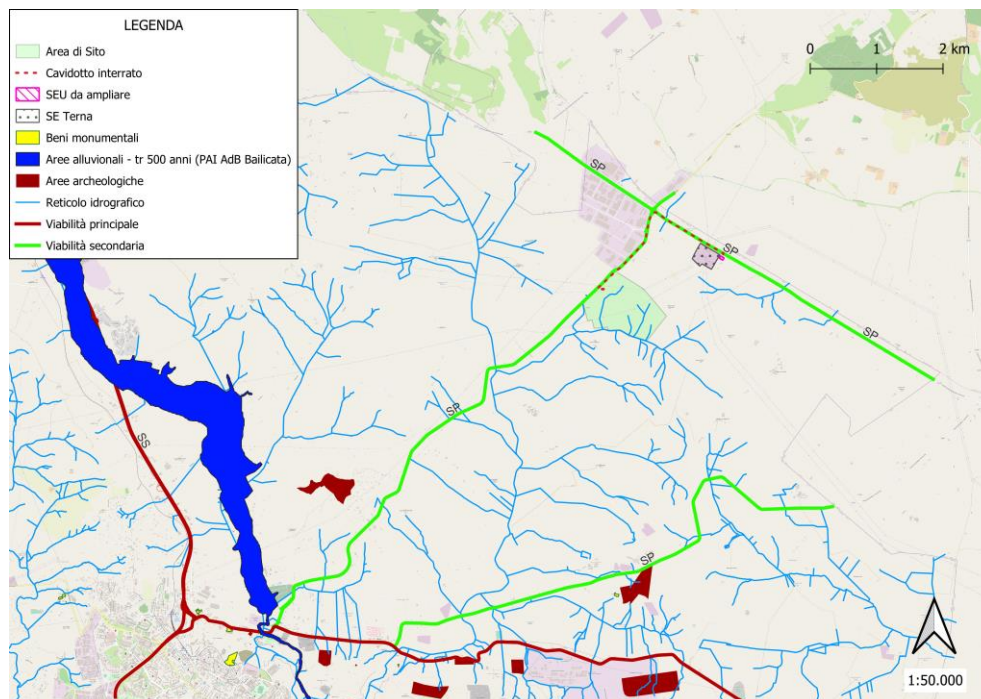 LEGENDA
Area di Sito
Cavidotto interrato
SEU da ampliare
SE Terna
Beni monumentali
Aree alluvionali - tr 500 anni (PAI AdB Bailicata)
Aree archeologiche
Reticolo idrografico
Viabilità principale
Viabilità secondaria
0 1 2 km
SP
SP
SP
SP
SS
SP
1:50.000